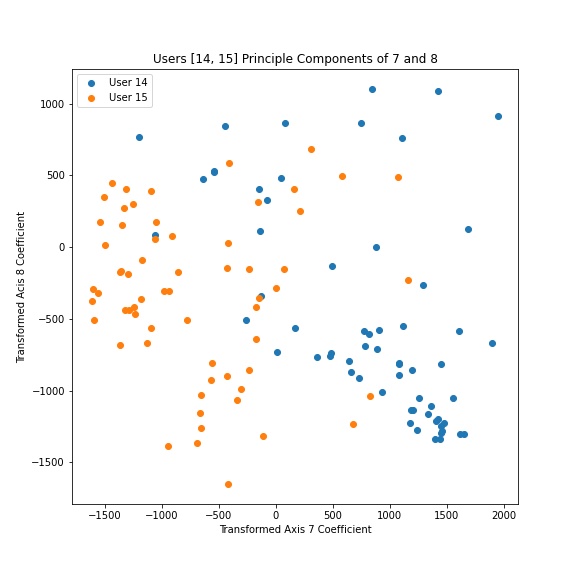 Users [14, 15] Principle Components of 7 and 8
User 14
User 15
Transformed Acis 8 Coefficient
1000
500
0
−500
−1000
−1500
−1500
−1000
−500
0
500
1000
1500
2000
Transformed Axis 7 Coefficient